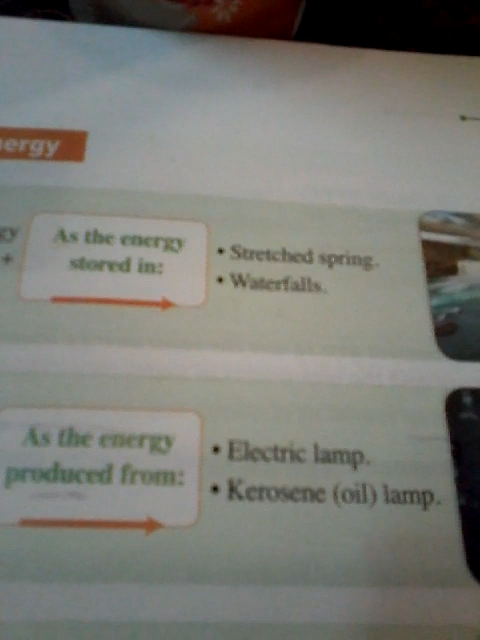 ergy
gy
+
As the energy
stored in:
• Stretched spring.
• Waterfalls.
As the energy
produced from:
• Electric lamp.
• Kerosene (oil) lamp.